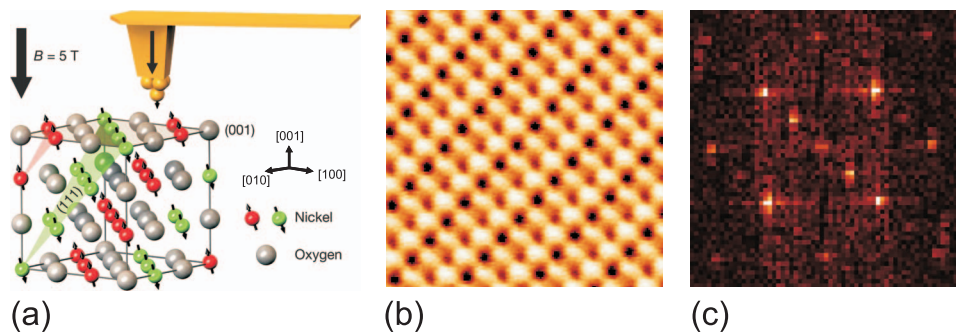 B = 5 T
(001)
[001]
[010]
[100]
(111)
Nickel
Oxygen
(a)
(b)
(c)